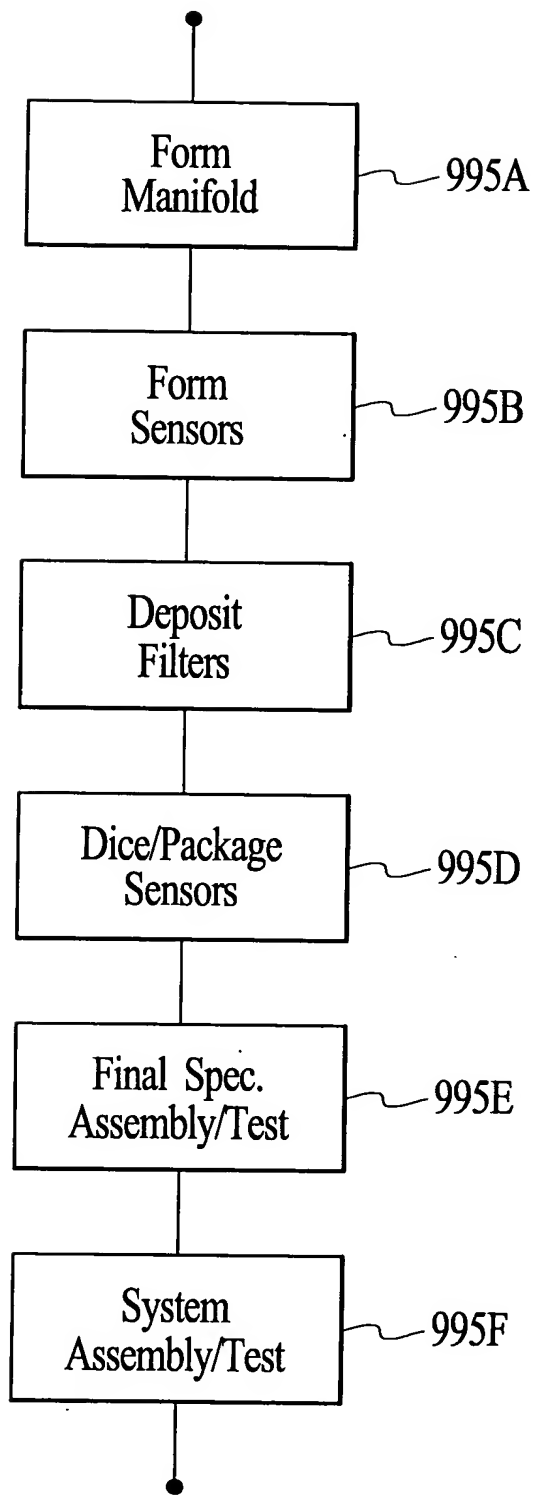 Form
Manifold
995A
Form
Sensors
995B
Deposit
Filters
995C
Dice/Package
Sensors
995D
Final Spec.
Assembly/Test
995E
System
Assembly/Test
995F